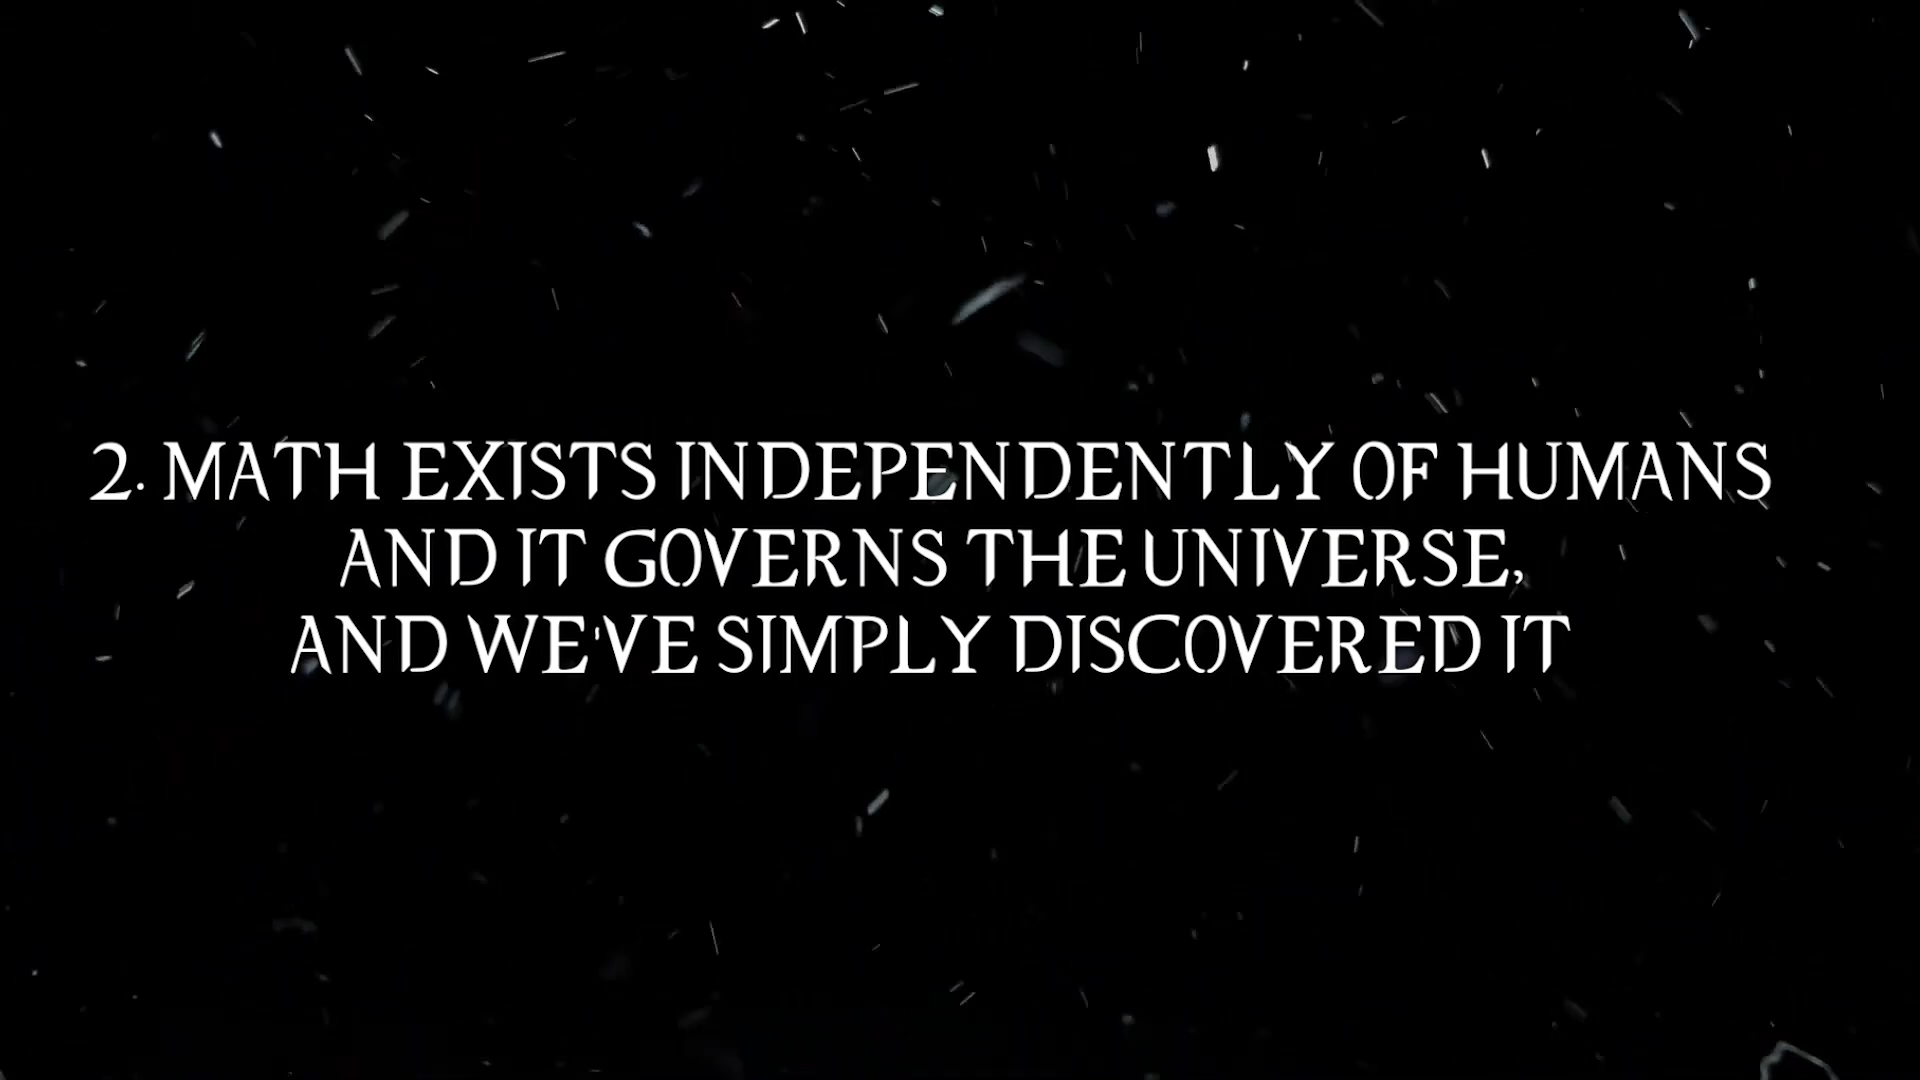 2. MATH EXISTS INDEPENDENTLY OF HUMANS
AND IT GOVERNS THE UNIVERSE,
AND WE'VE SIMPLY DISCOVERED IT